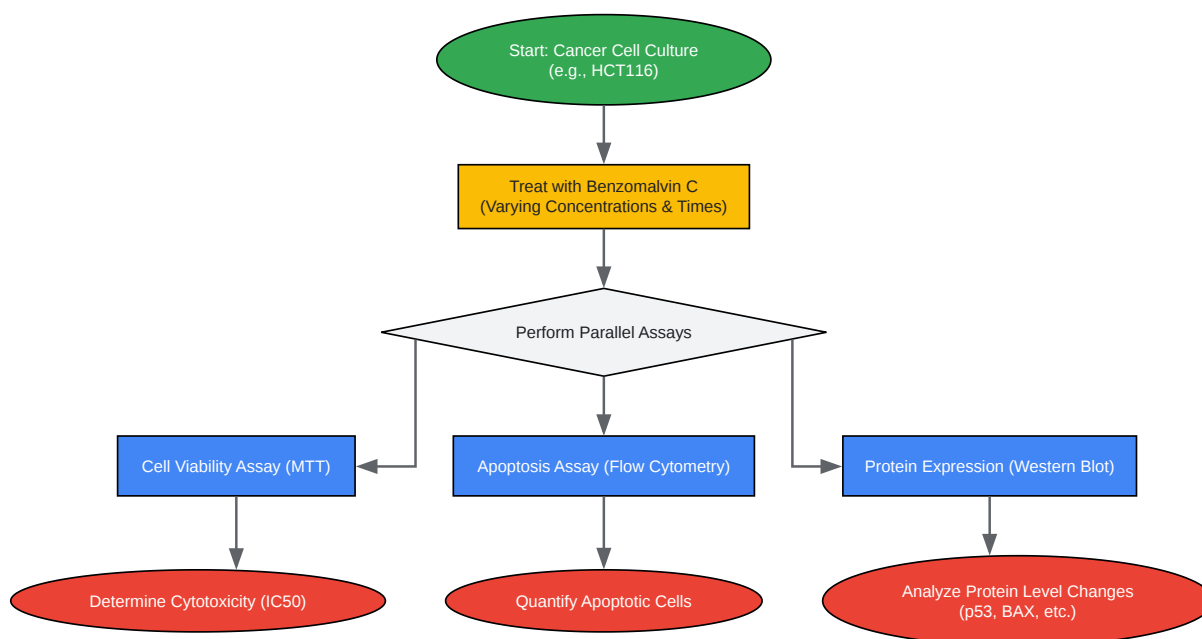 Start: Cancer Cell Culture
(e.g., HCT116)
Treat with Benzomalvin C
(Varying Concentrations & Times)
Perform Parallel Assays
Cell Viability Assay (MTT)
Apoptosis Assay (Flow Cytometry)
Protein Expression (Western Blot)
Determine Cytotoxicity (IC50)
Quantify Apoptotic Cells
Analyze Protein Level Changes
(p53, BAX, etc.)